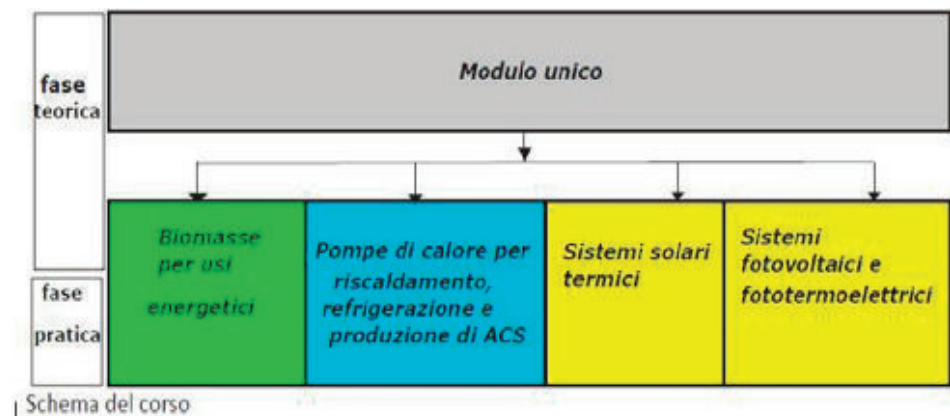 fase
teorica
Modulo unico
Biomasse
per usi
energetici
Pompe di calore per
riscaldamento,
refrigerazione e
produzione di ACS
Sistemi solari
termici
Sistemi
fotovoltaici e
fototermoelettrici
fase
pratica
Schema del corso